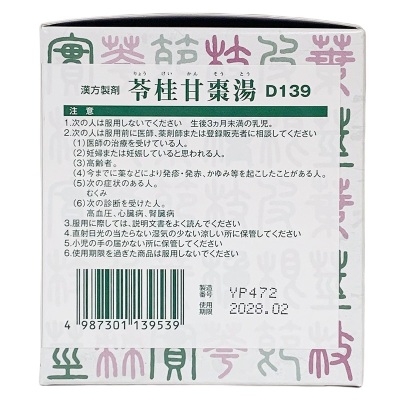 りょう けい かん そう とう
漢方製剤 苓桂甘棗湯 D139
注 意
1.次の人は服用しないでください 生後3カ月未満の乳児。
2.次の人は服用前に医師、薬剤師または登録販売者に相談してください
(1)医師の治療を受けている人。
(2)妊婦または妊娠していると思われる人。
(3)高齢者。
(4)今までに薬などにより発疹・発赤、かゆみ等を起こしたことがある人。
(5)次の症状のある人。
むくみ
(6)次の診断を受けた人。
高血圧、心臓病、腎臓病
3.服用に際しては、説明文書をよく読んでください
4.直射日光の当たらない湿気の少ない涼しい所に保管してください
5.小児の手の届かない所に保管してください
6.使用期限を過ぎた商品は服用しないでください
製造番号 YP472
使用期限 2028.02
4 987301 139539